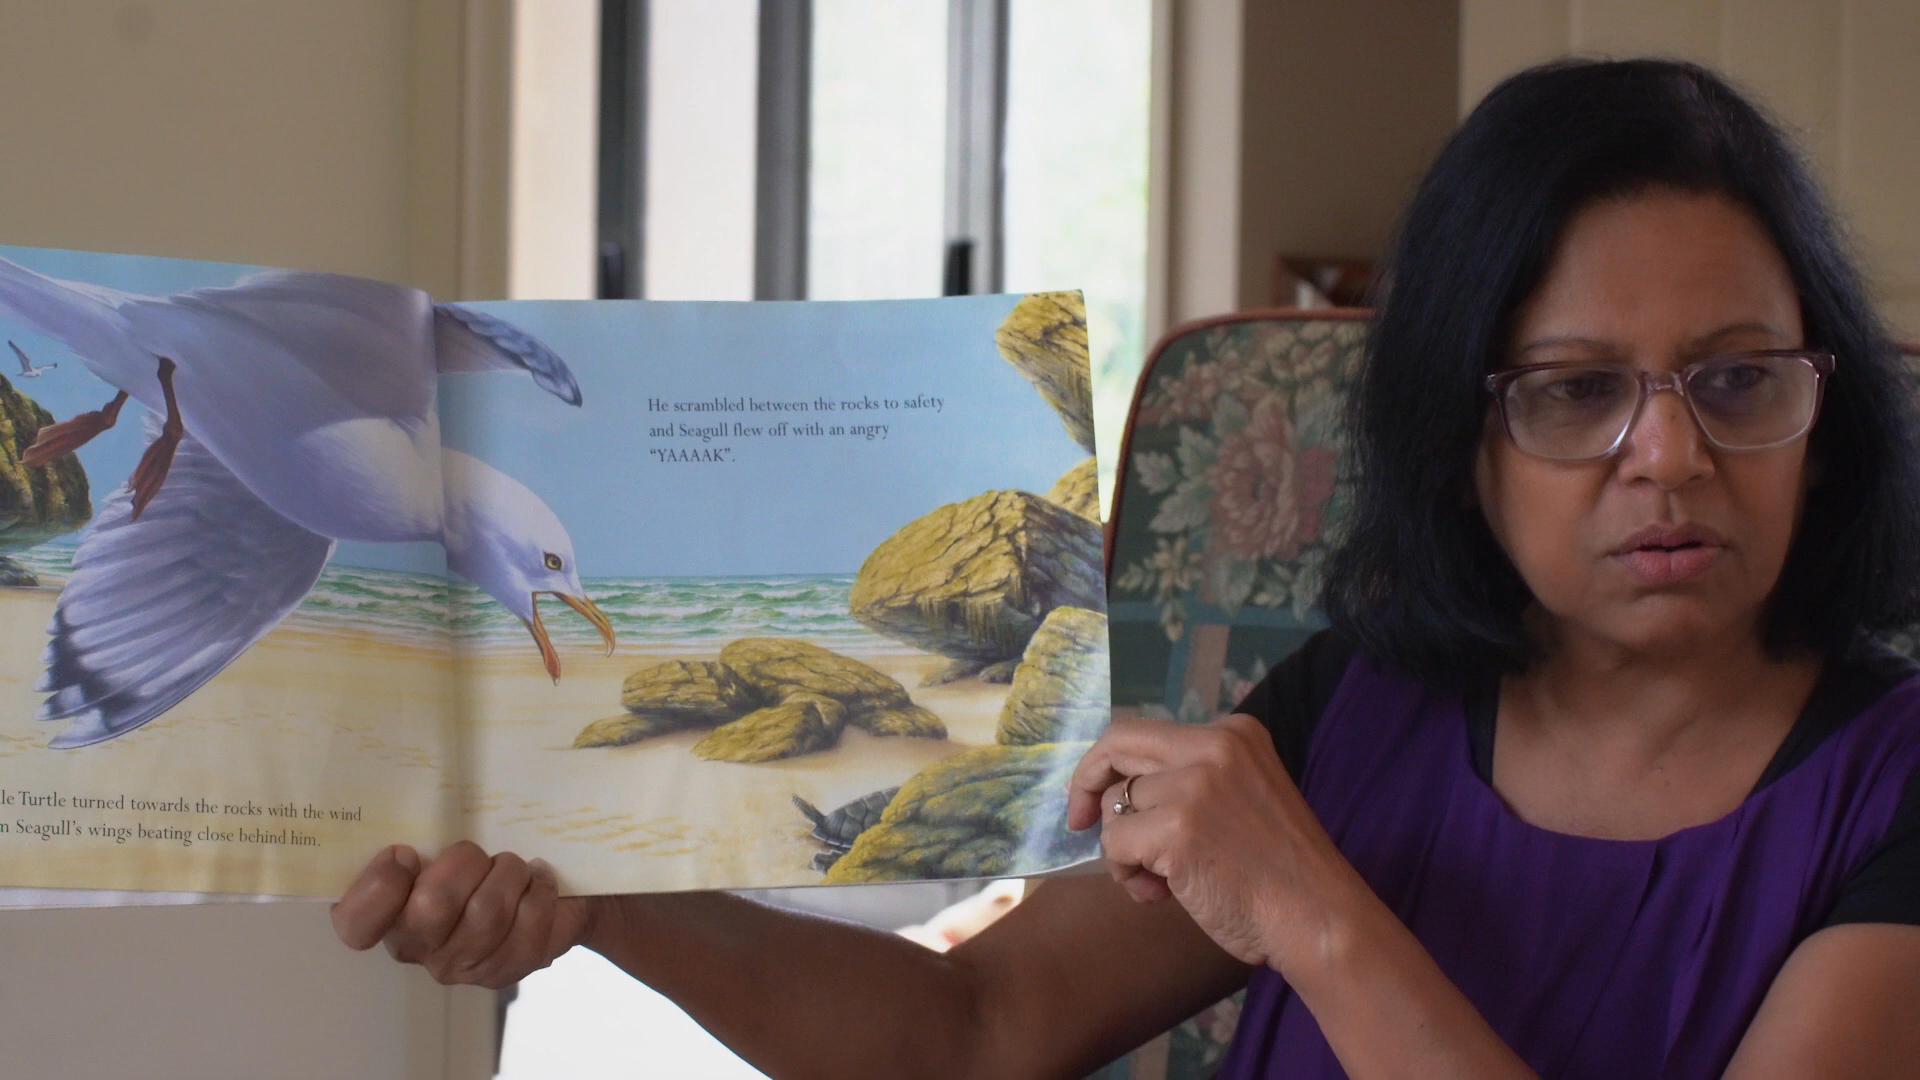 le Turtle turned towards the rocks with the wind
Seagull's wings beating close behind him.
He scrambled between the rocks to safety
and Seagull flew off with an angry
"YAAAAK".